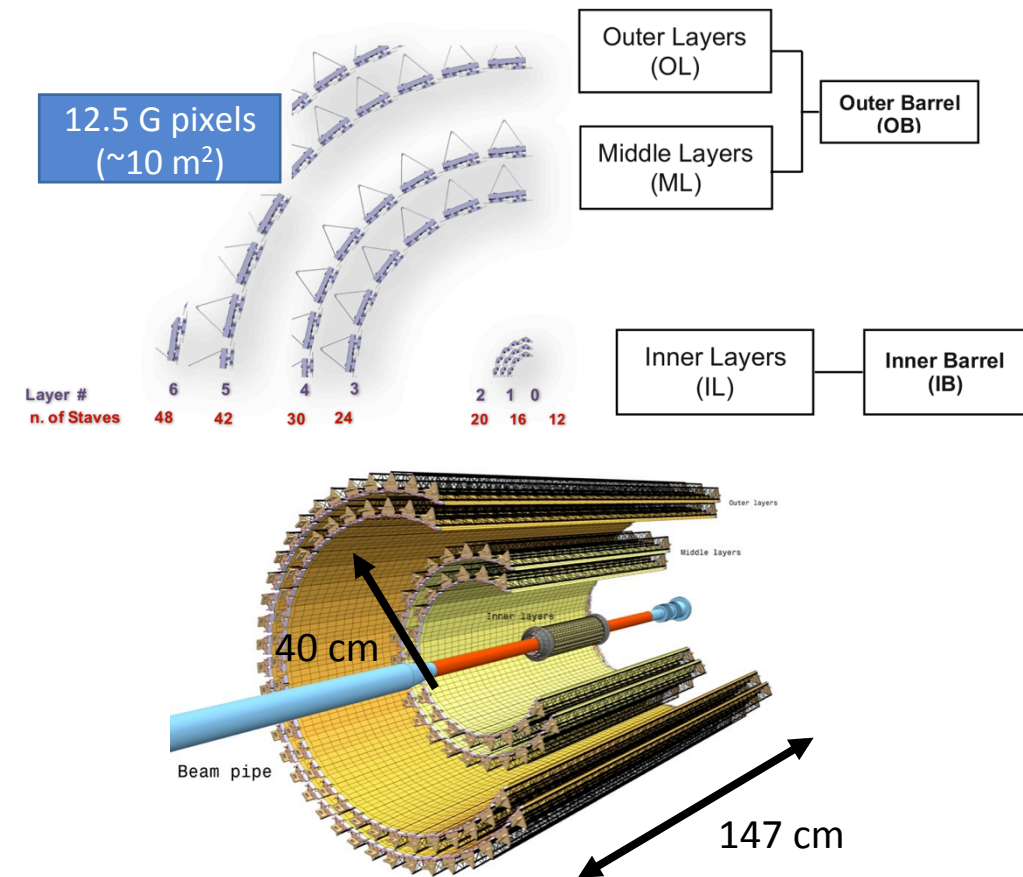 12.5 G pixels
(~10 m²)
Outer Layers
(OL)
Outer Barrel
(OB)
Middle Layers
(ML)
Inner Layers
(IL)
Inner Barrel
(IB)
Layer # 6 5 4 3 2 1 0
n. of Staves 48 42 30 24 20 16 12
Outer layers
Middle layers
Inner layers
40 cm
Beam pipe
147 cm